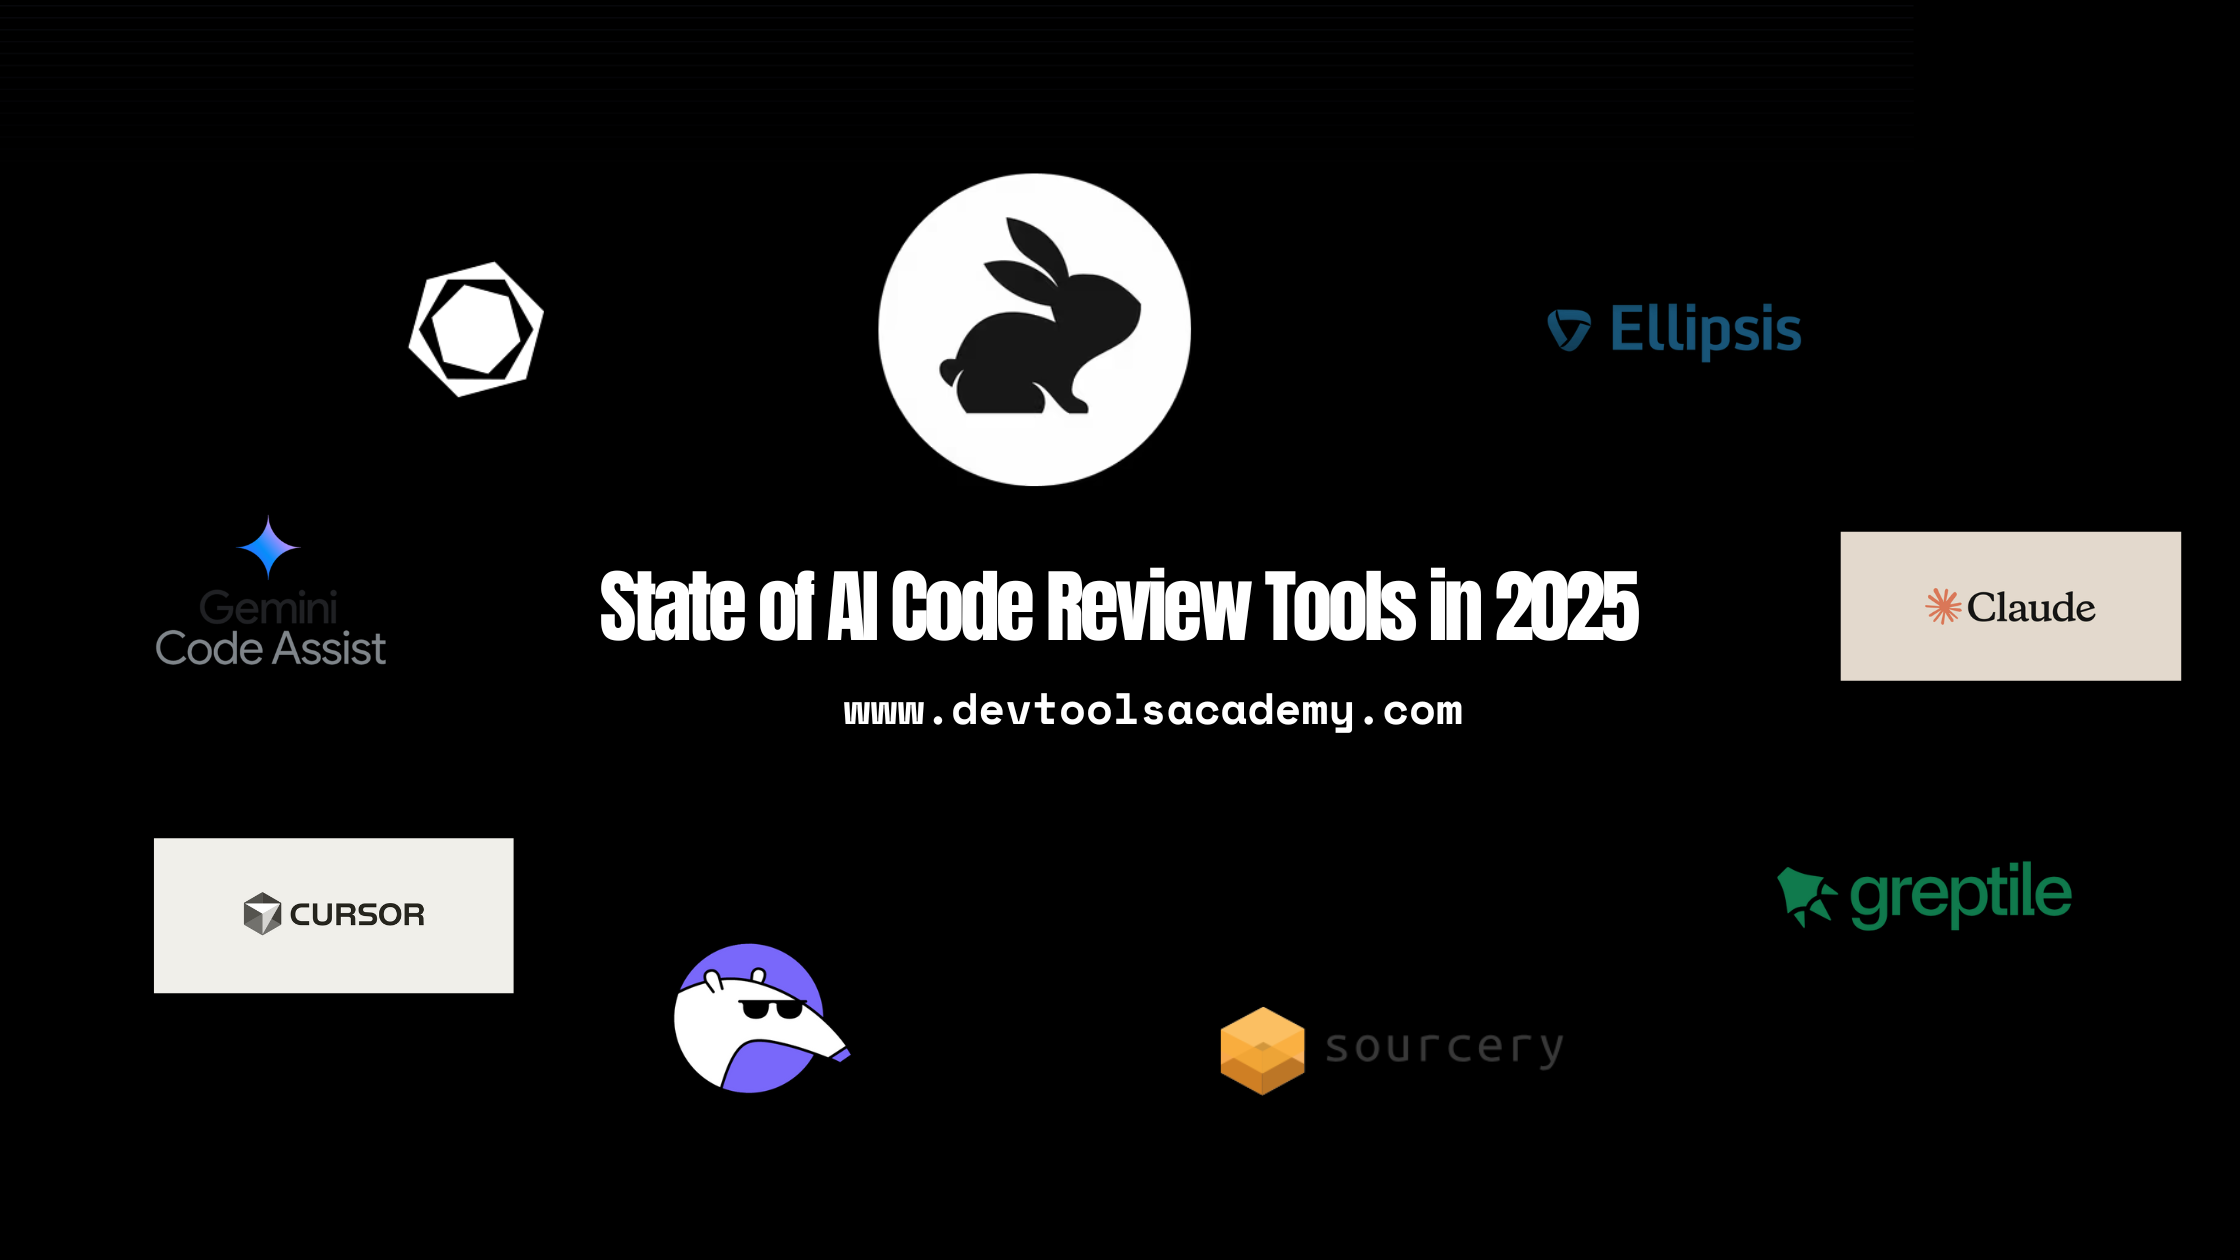 Ellipsis
Gemini
Code Assist
State of AI Code Review Tools in 2025
Claude
www.devtoolsacademy.com
CURSOR
greptile
sourcery